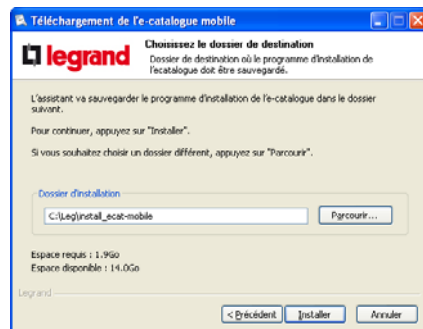 Téléchargement de l'e-catalogue mobile
legrand
Choisissez le dossier de destination
Dossier de destination où le programme d'installation de
l'ecatalogue doit être sauvegardé.
L'assistant va sauvegarder le programme d'installation de l'e-catalogue dans le dossier
suivant.
Pour continuer, appuyez sur "Installer".
Si vous souhaitez choisir un dossier différent, appuyez sur "Parcourir".
Dossier d'installation
C:\Leg\install_ecat-mobile
Parcourir...
Espace requis : 1.9Go
Espace disponible : 14.0Go
Legrand
< Précédent
Installer
Annuler